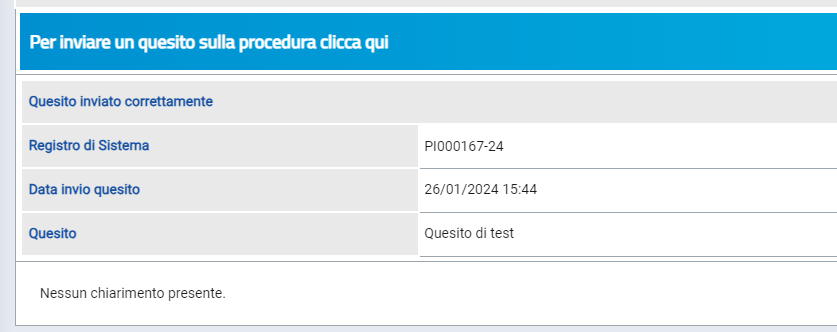 Per inviare un quesito sulla procedura clicca qui
Quesito inviato correttamente
Registro di Sistema PI000167-24
Data invio quesito 26/01/2024 15:44
Quesito Quesito di test
Nessun chiarimento presente.